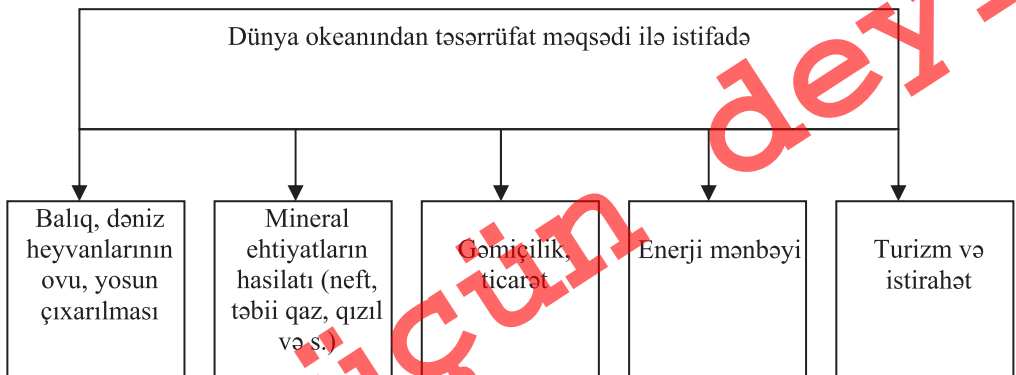 Dünya okeanından təsərrüfat məqsədi ilə istifadə
Balıq, dəniz
heyvanlarının
ovu, yosun
çıxarılması
Mineral
ehtiyatların
hasilatı (neft,
təbii qaz, qızıl
və s.)
Gəmiçilik,
ticarət
Enerji mənbəyi
Turizm və
istirahət
üçün dey